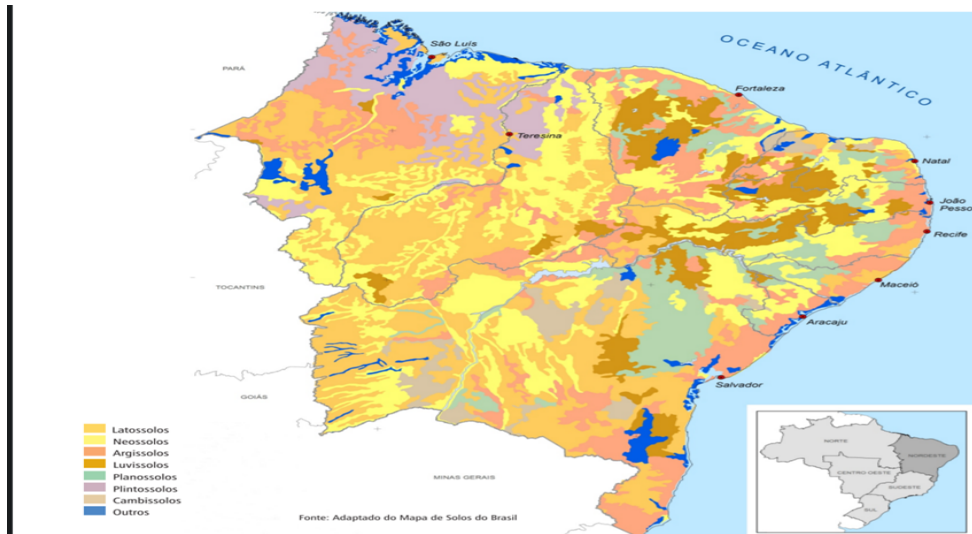 OCEANO ATLÂNTICO
São Luís
PARÁ
Fortaleza
Teresina
Natal
João
Pesso
Recife
TOCANTINS
Maceió
Aracaju
Salvador
GOIÁS
MINAS GERAIS
Latossolos
Neossolos
Argissolos
Luvissolos
Planossolos
Plintossolos
Cambissolos
Outros
Fonte: Adaptado do Mapa de Solos do Brasil
NORTE
NORDESTE
CENTRO OESTE
SUDESTE
SUL